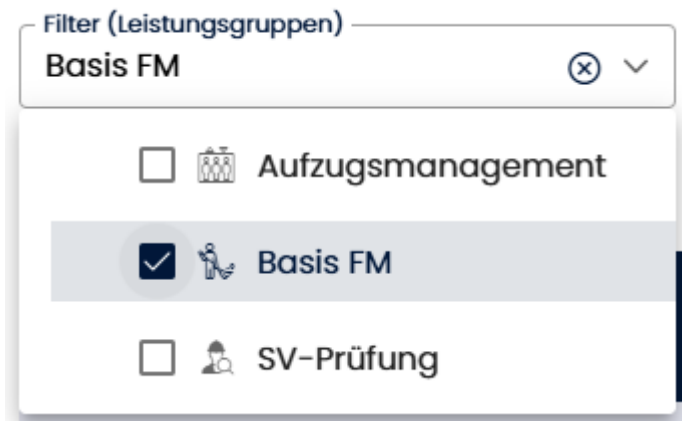 Filter (Leistungsgruppen)
Basis FM
Aufzugsmanagement
Basis FM
SV-Prüfung